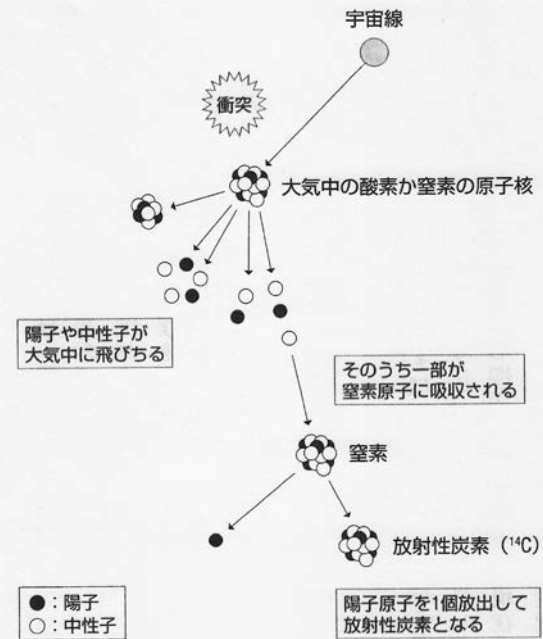 宇宙線
衝突
大気中の酸素か窒素の原子核
陽子や中性子が
大気中に飛びちる
そのうち一部が
窒素原子に吸収される
窒素
放射性炭素（¹⁴C）
●：陽子
○：中性子
陽子原子を1個放出して
放射性炭素となる